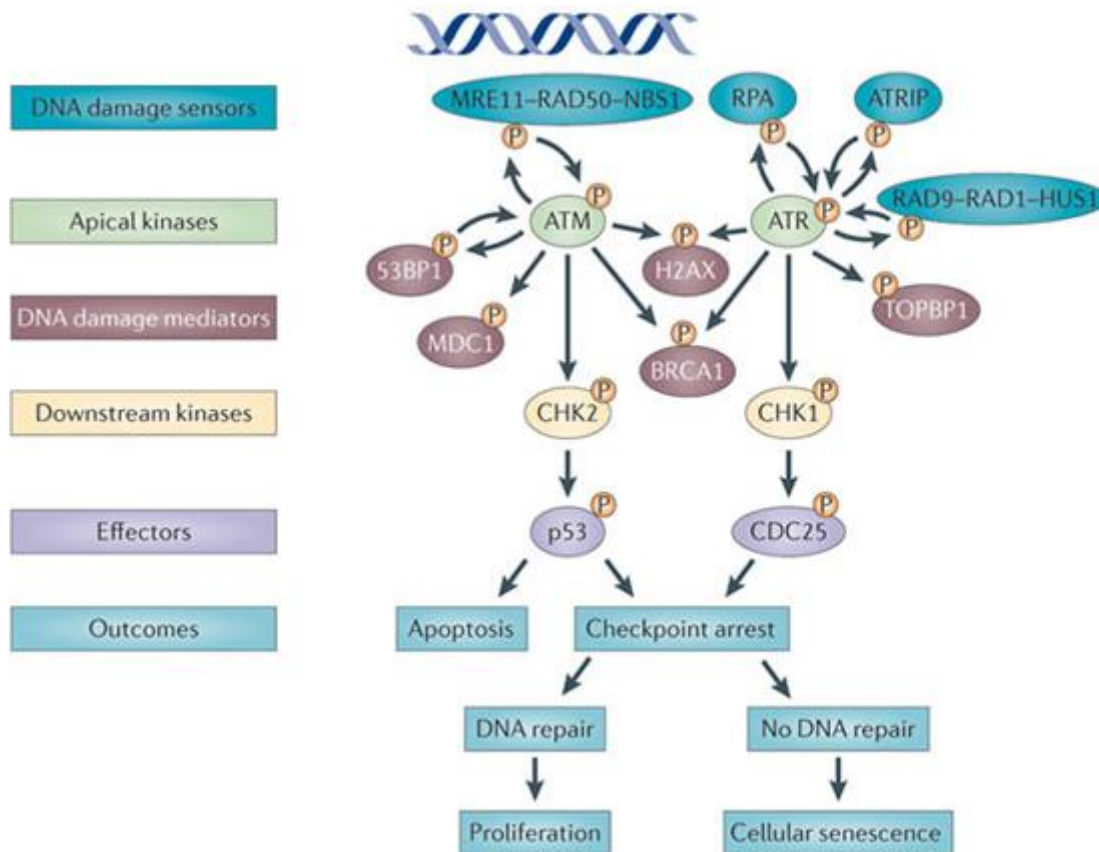 DNA damage sensors
MRE11–RAD50–NBS1
RPA
ATRIP
P
P
P
RAD9–RAD1–HUS1
P
Apical kinases
ATM
P
ATR
P
53BP1
P
H2AX
P
DNA damage mediators
MDC1
P
BRCA1
P
TOPBP1
P
Downstream kinases
CHK2
P
CHK1
P
Effectors
p53
P
CDC25
P
Outcomes
Apoptosis
Checkpoint arrest
DNA repair
No DNA repair
Proliferation
Cellular senescence